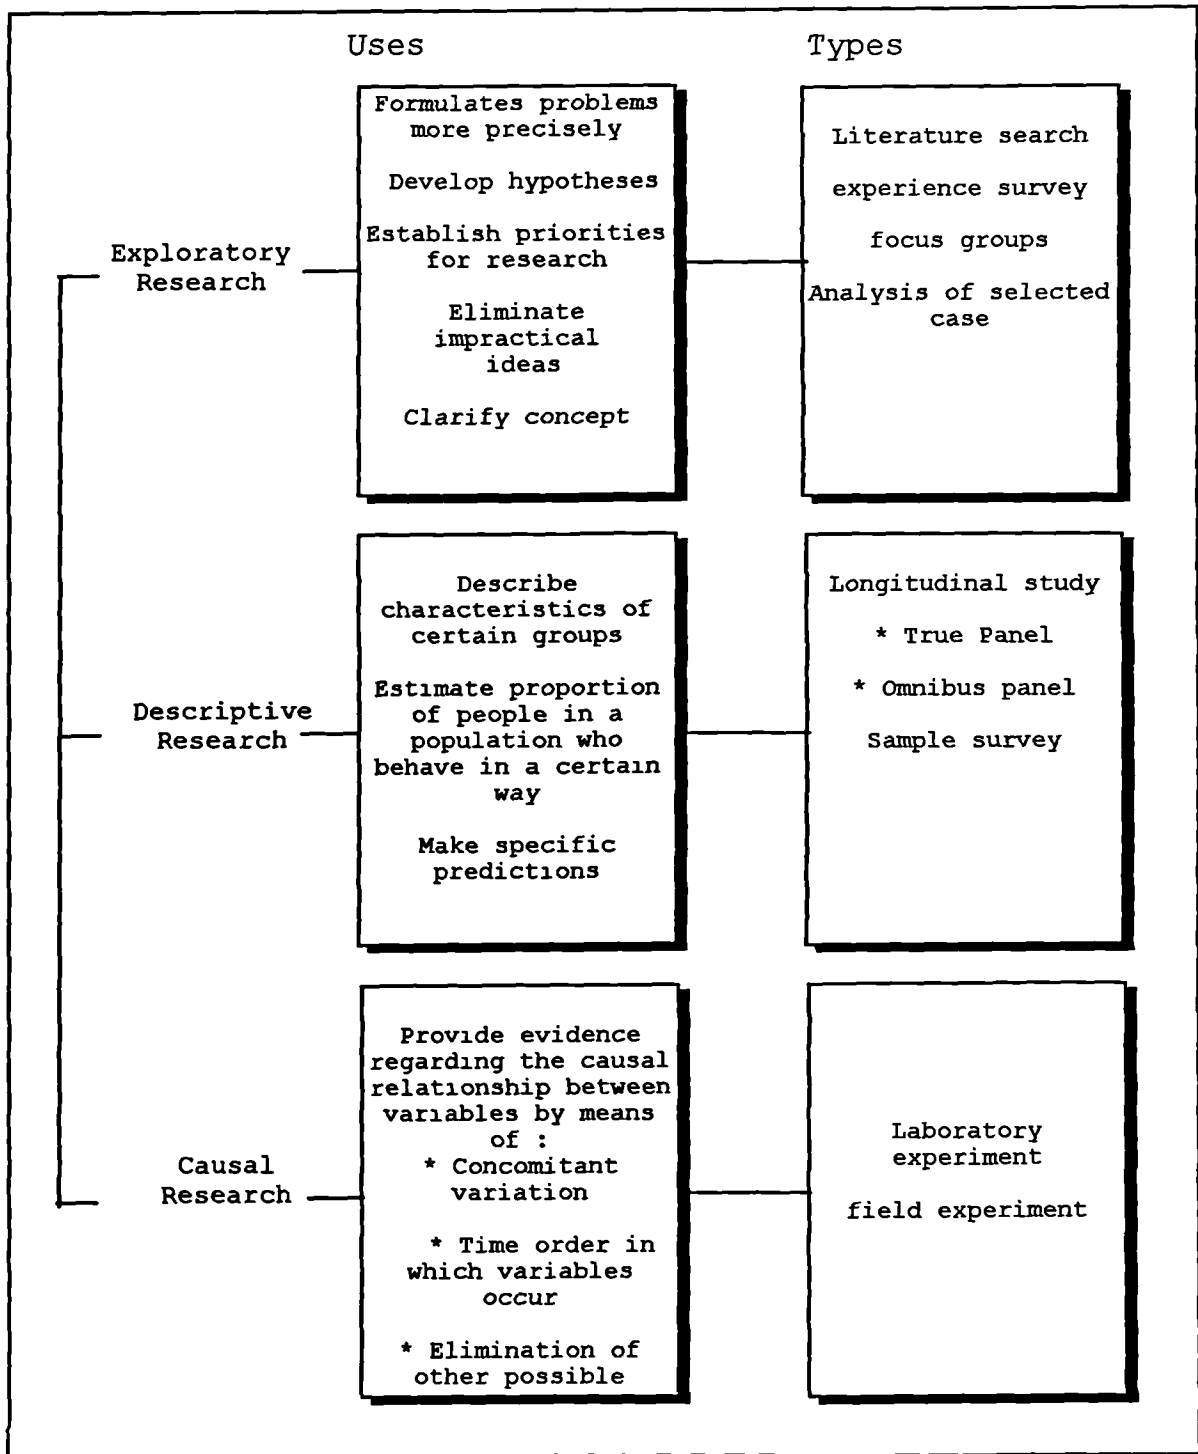 Uses
Types
Exploratory
Research
Formulates problems
more precisely
Develop hypotheses
Establish priorities
for research
Eliminate
impractical
ideas
Clarify concept
Literature search
experience survey
focus groups
Analysis of selected
case
Descriptive
Research
Describe
characteristics of
certain groups
Estimate proportion
of people in a
population who
behave in a certain
way
Make specific
predictions
Longitudinal study
* True Panel
* Omnibus panel
Sample survey
Causal
Research
Provide evidence
regarding the causal
relationship between
variables by means
of :
* Concomitant
variation
* Time order in
which variables
occur
* Elimination of
other possible
Laboratory
experiment
field experiment